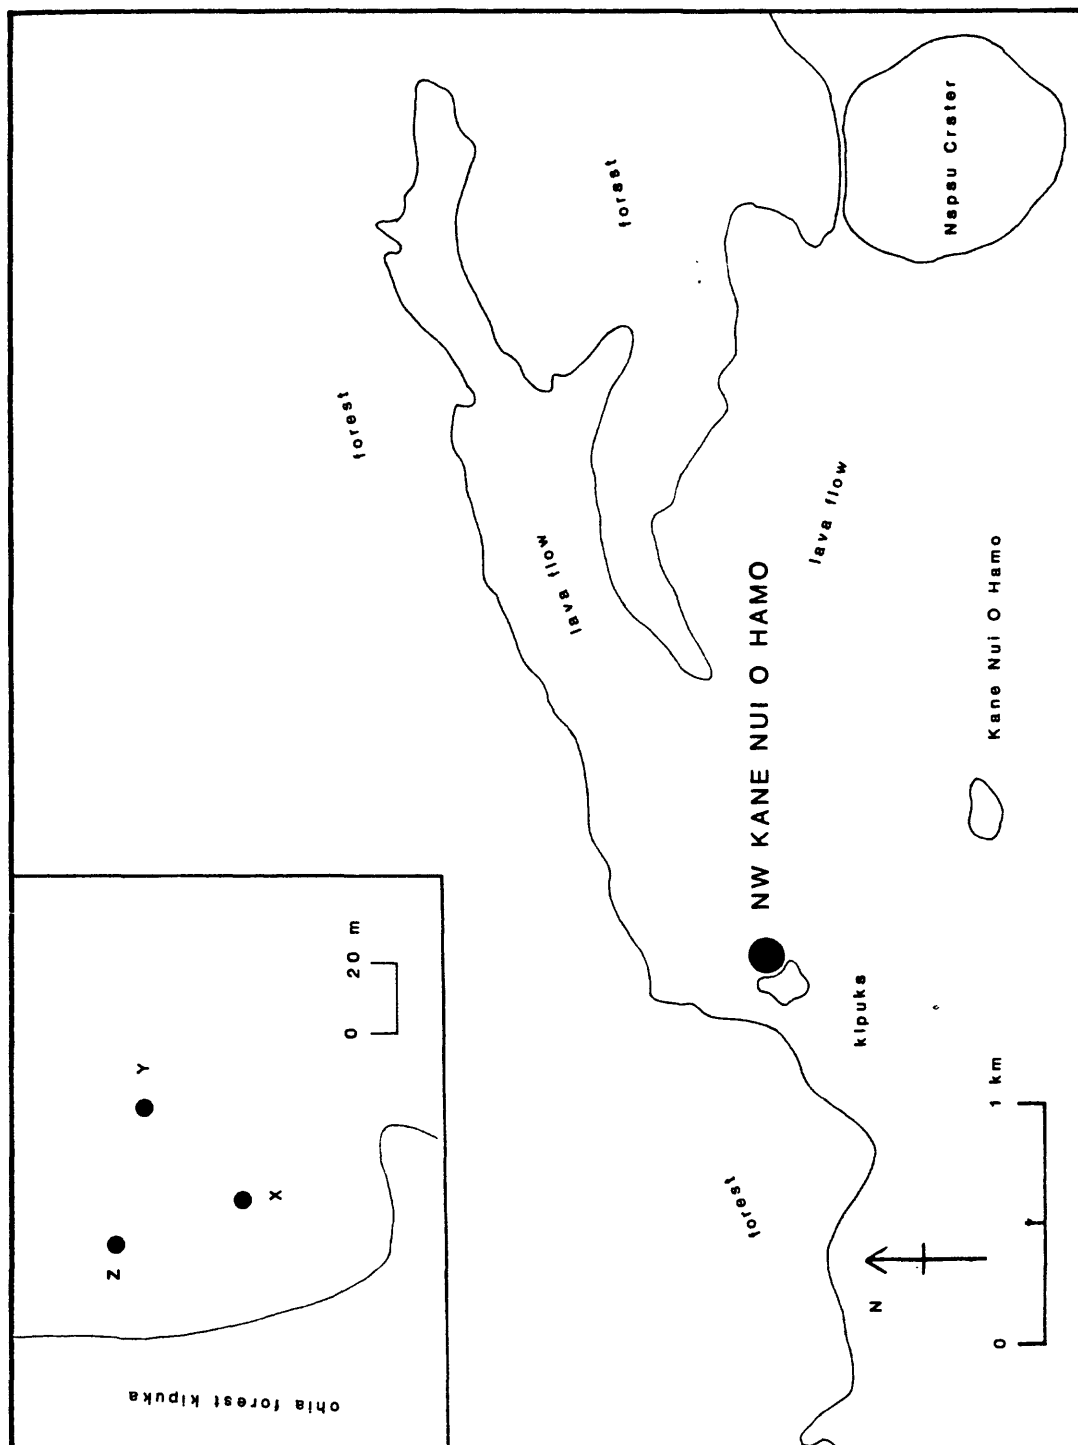 ohia forest kipuka
Z
X
Y
0 20 m
forest
forest
Napau Crater
lava flow
lava flow
NW KANE NUI O HAMO
Kane Nui O Hamo
kipuka
forest
N
0 1 km